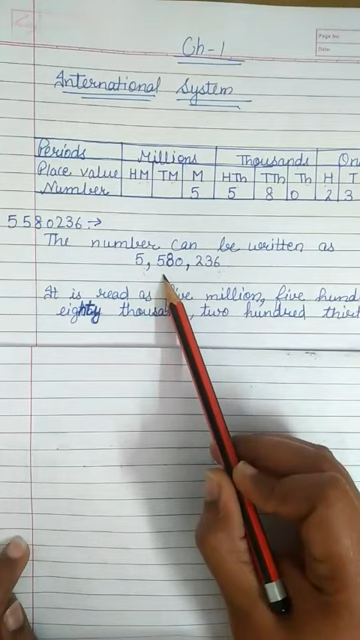 Page No:
Date:
Ch-1
International System
Periods Millions Thousands On
Place value HM TM M HTh TTh Th H T
Number 5 5 8 0 2 3
5580236→
The number can be written as
5, 580, 236
It is read as five million, five hund
eighty thousand, two hundred thirt